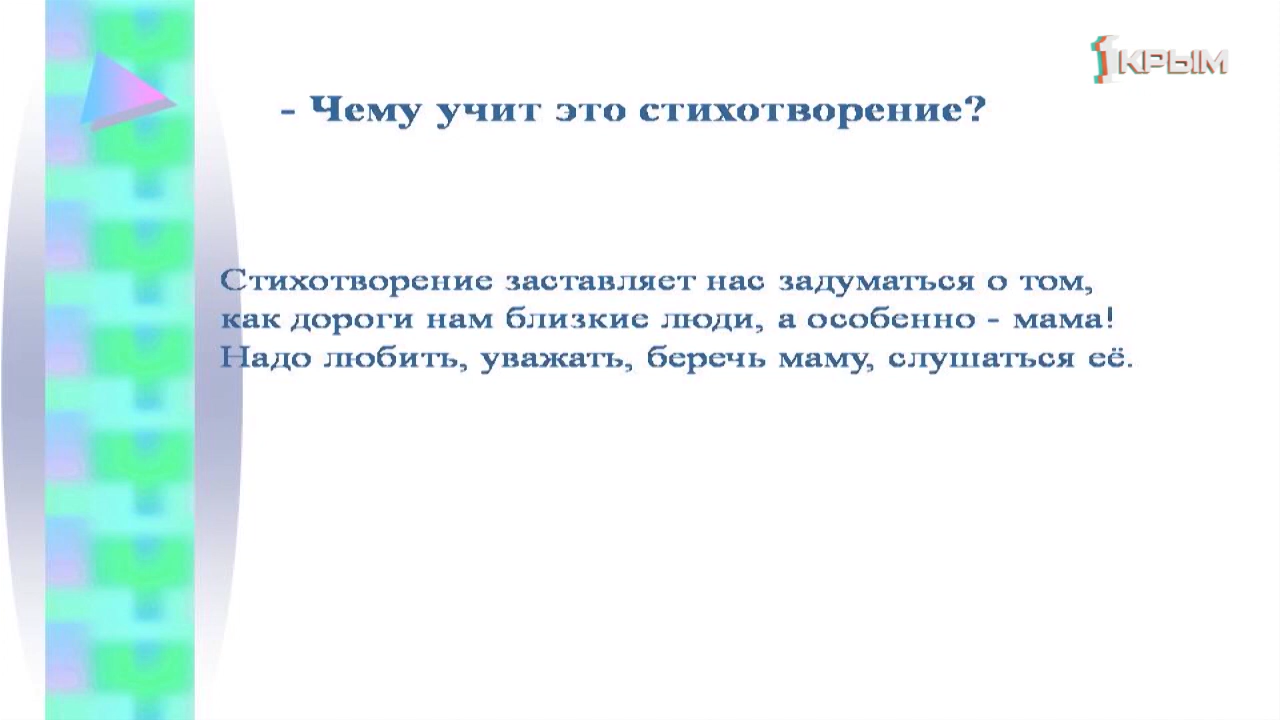 1 КРЫМ
- Чему учит это стихотворение?
Стихотворение заставляет нас задуматься о том,
как дороги нам близкие люди, а особенно - мама!
Надо любить, уважать, беречь маму, слушаться её.